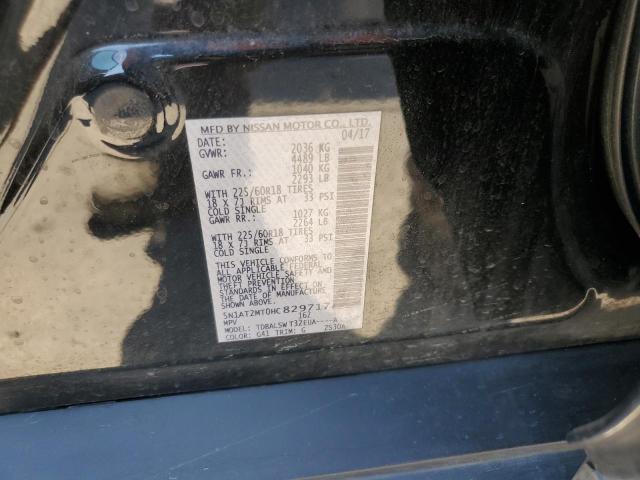 MFD BY NISSAN MOTOR CO., LTD.
DATE: 04/17
GVWR: 2036 KG
4489 LB
GAWR FR.: 1040 KG
2293 LB
WITH 225/60R18 TIRES
18 X 7J RIMS AT 33 PSI
COLD SINGLE
GAWR RR.: 1027 KG
2264 LB
WITH 225/60R18 TIRES
18 X 7J RIMS AT 33 PSI
COLD SINGLE
THIS VEHICLE CONFORMS TO
ALL APPLICABLE FEDERAL
MOTOR VEHICLE SAFETY AND
THEFT PREVENTION
STANDARDS IN EFFECT ON THE
DATE OF MANUFACTURE
SHOWN ABOVE
5N1AT2MT0HC829717
MPV 162
MODEL:
COLOR: G41 TRIM: G